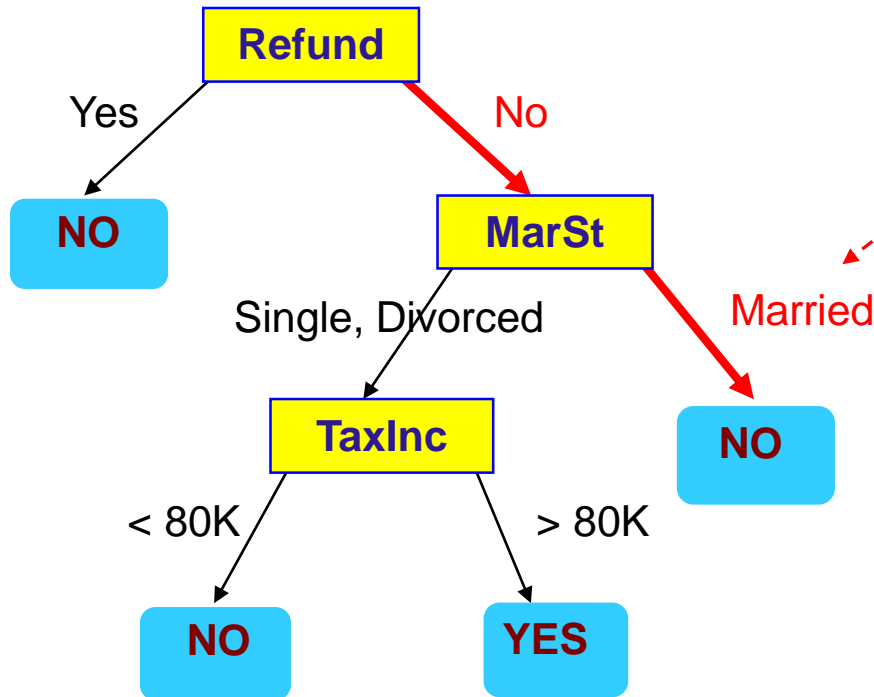 Refund
Yes
No
NO
MarSt
Single, Divorced
Married
TaxInc
NO
< 80K
> 80K
NO
YES